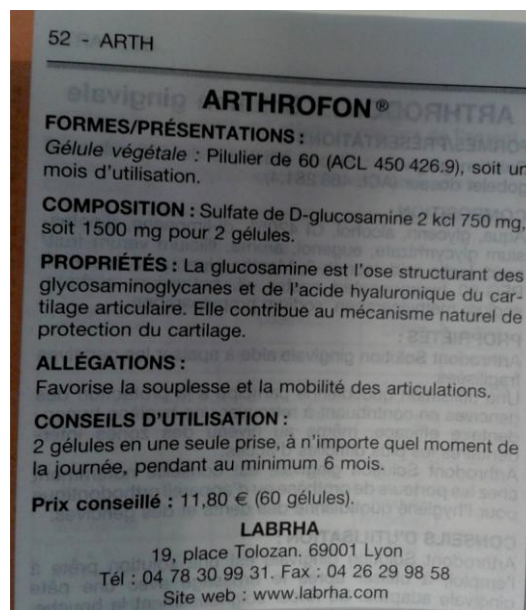 52 - ARTH
ARTHROFON®
FORMES/PRÉSENTATIONS :
Gélule végétale : Pilulier de 60 (ACL 450 426.9), soit un
mois d'utilisation.
COMPOSITION : Sulfate de D-glucosamine 2 kcl 750 mg,
soit 1500 mg pour 2 gélules.
PROPRIÉTÉS : La glucosamine est l'ose structurant des
glycosaminoglycanes et de l'acide hyaluronique du car-
tilage articulaire. Elle contribue au mécanisme naturel de
protection du cartilage.
ALLÉGATIONS :
Favorise la souplesse et la mobilité des articulations.
CONSEILS D'UTILISATION :
2 gélules en une seule prise, à n'importe quel moment de
la journée, pendant au minimum 6 mois.
Prix conseillé : 11,80 € (60 gélules).
LABRHA
19, place Tolozan. 69001 Lyon
Tél : 04 78 30 99 31. Fax : 04 26 29 98 58
Site web : www.labrha.com